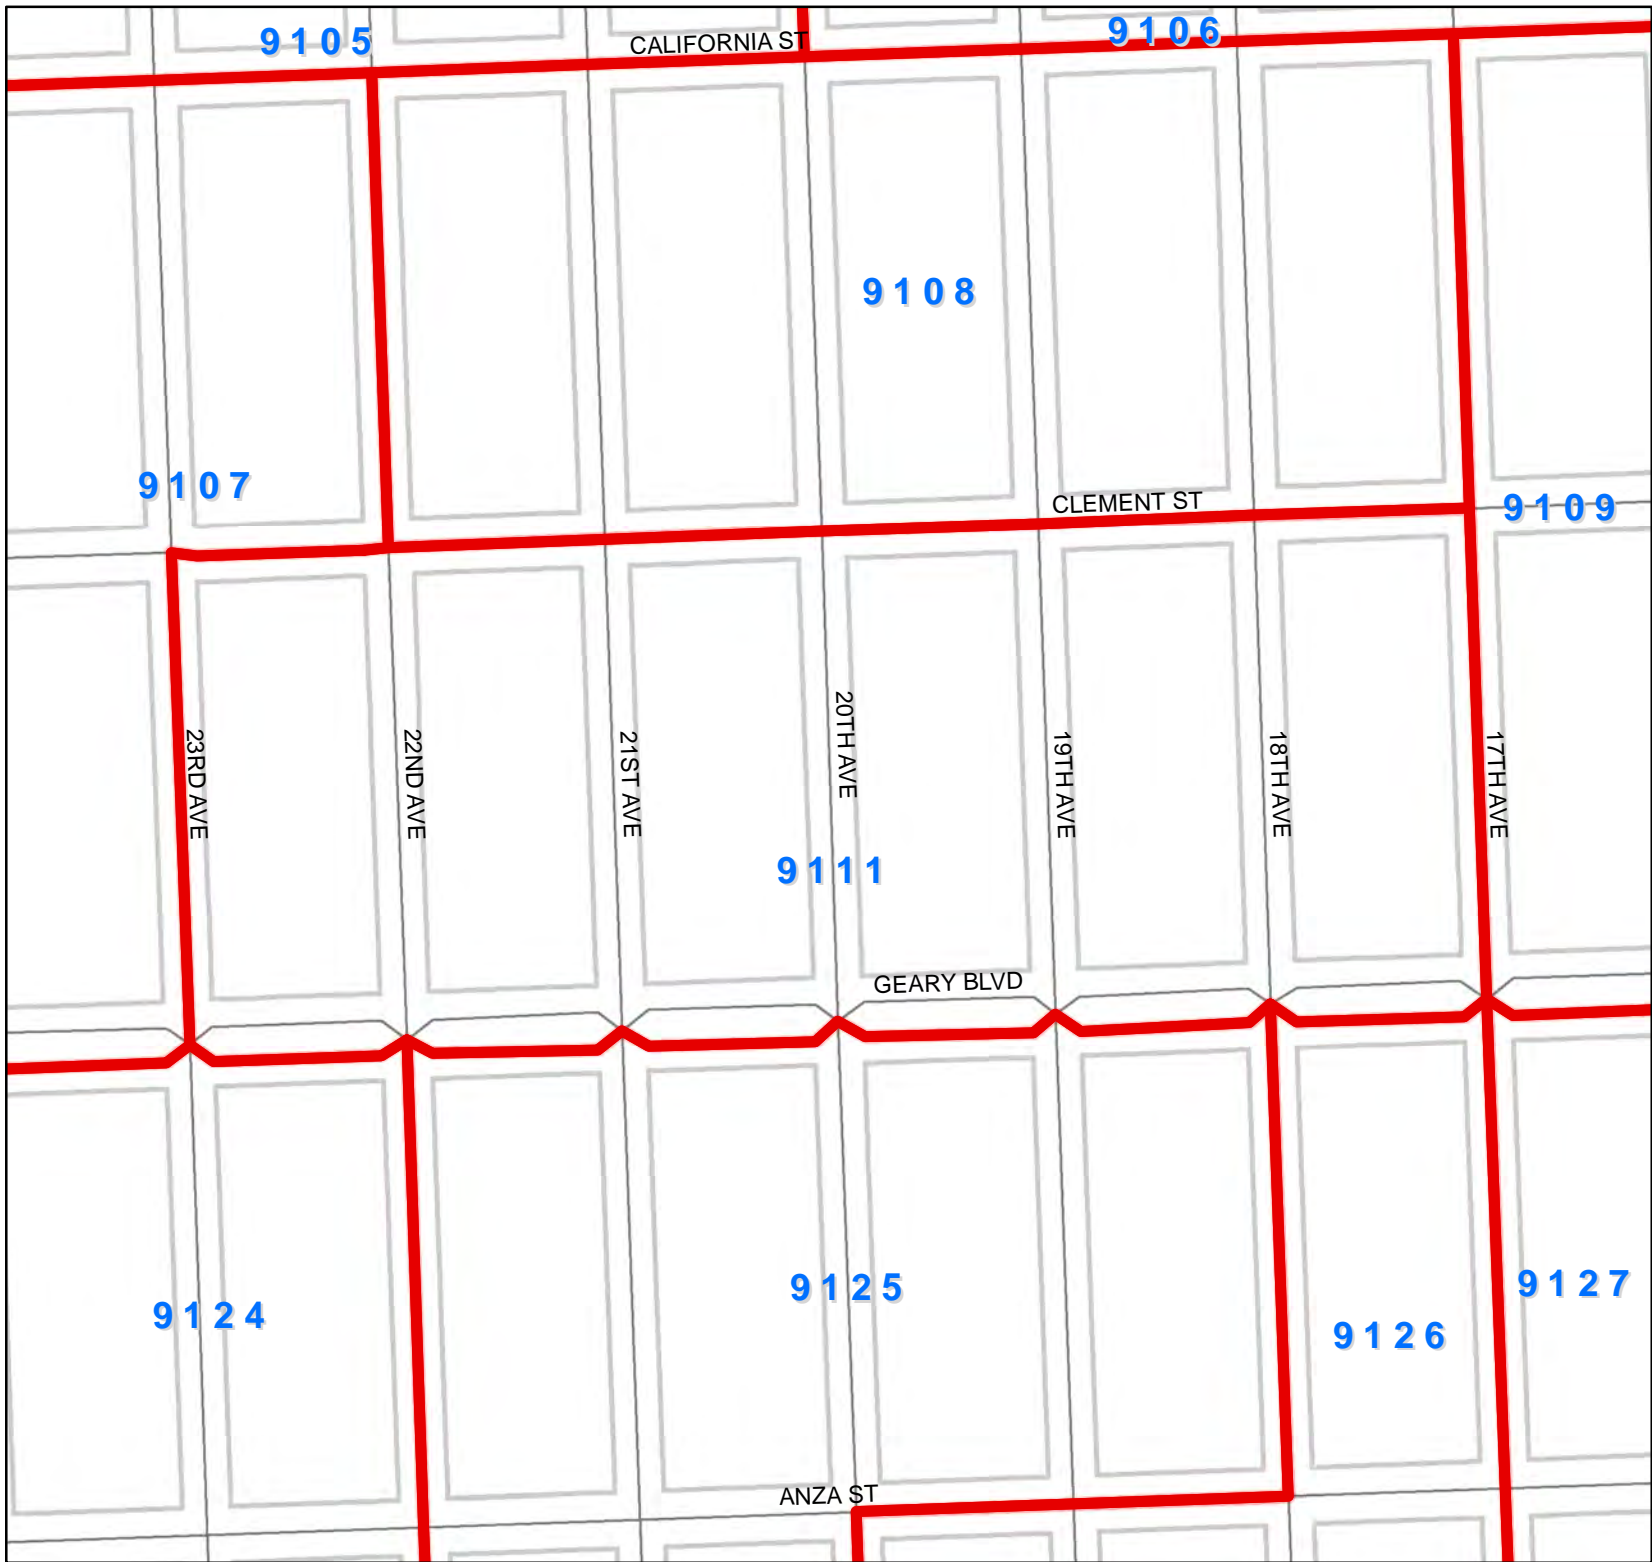 9105
CALIFORNIA ST
9106
9108
9107
CLEMENT ST
9109
23RD AVE
22ND AVE
21ST AVE
20TH AVE
19TH AVE
18TH AVE
17TH AVE
9111
GEARY BLVD
9124
9125
9126
9127
ANZA ST